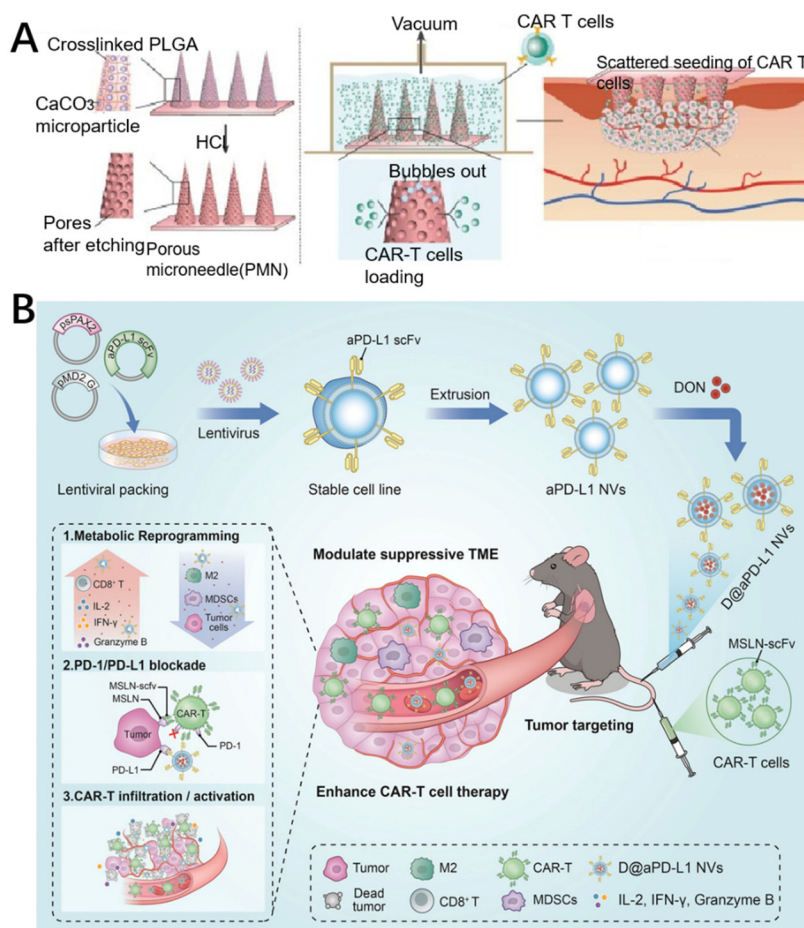 A
Crosslinked PLGA
CaCO3
microparticle
HCl
Pores
after etching
Porous
microneedle(PMN)
Vacuum
CAR T cells
Bubbles out
CAR-T cells
loading
Scattered seeding of CAR T
cells
B
psPAX2
aPD-L1 scFv
pMD2.G
Lentiviral packing
Lentivirus
aPD-L1 scFv
Stable cell line
Extrusion
aPD-L1 NVs
DON
D@aPD-L1 NVs
1.Metabolic Reprogramming
CD8+ T
IL-2
IFN-γ
Granzyme B
M2
MDSCs
Tumor
cells
2.PD-1/PD-L1 blockade
MSLN-scfv
MSLN
CAR-T
Tumor
PD-1
PD-L1
3.CAR-T infiltration / activation
Modulate suppressive TME
Enhance CAR-T cell therapy
Tumor targeting
MSLN-scFv
CAR-T cells
Tumor
M2
CAR-T
D@aPD-L1 NVs
Dead
tumor
CD8+ T
MDSCs
IL-2, IFN-γ, Granzyme B